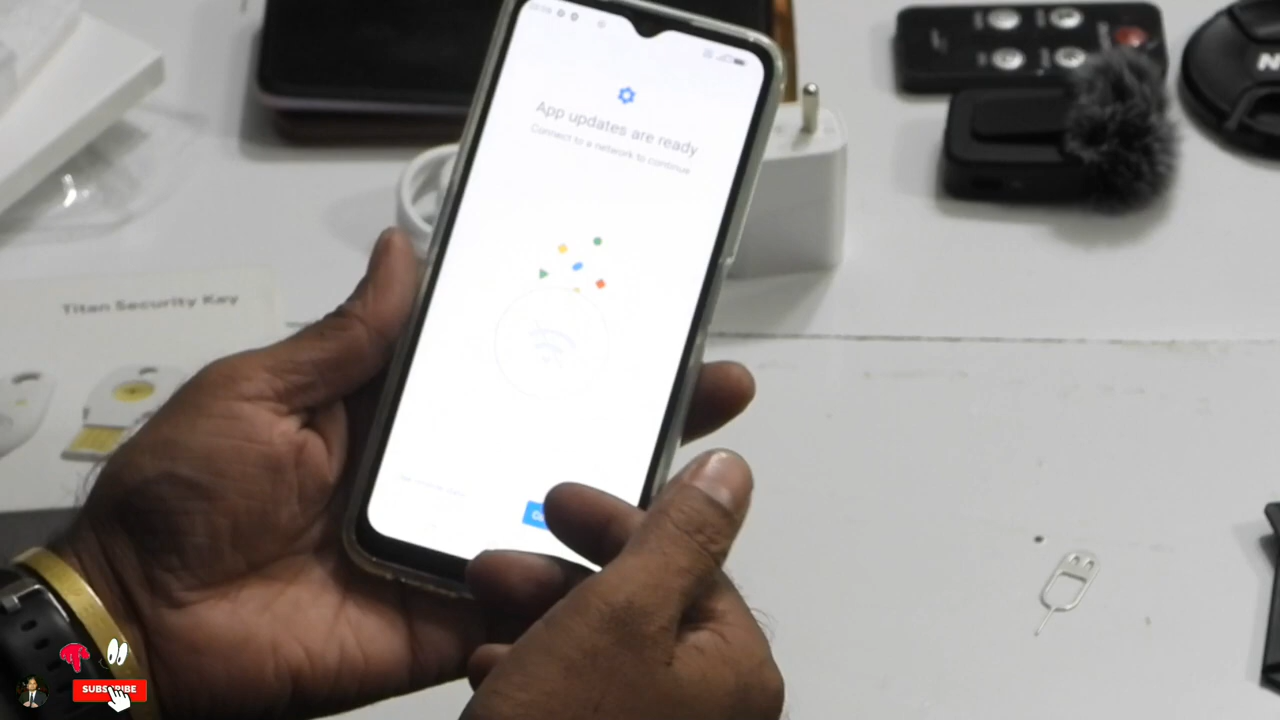 App updates are ready
Connect to a network to continue
Titan Security Key
SUBSCRIBE